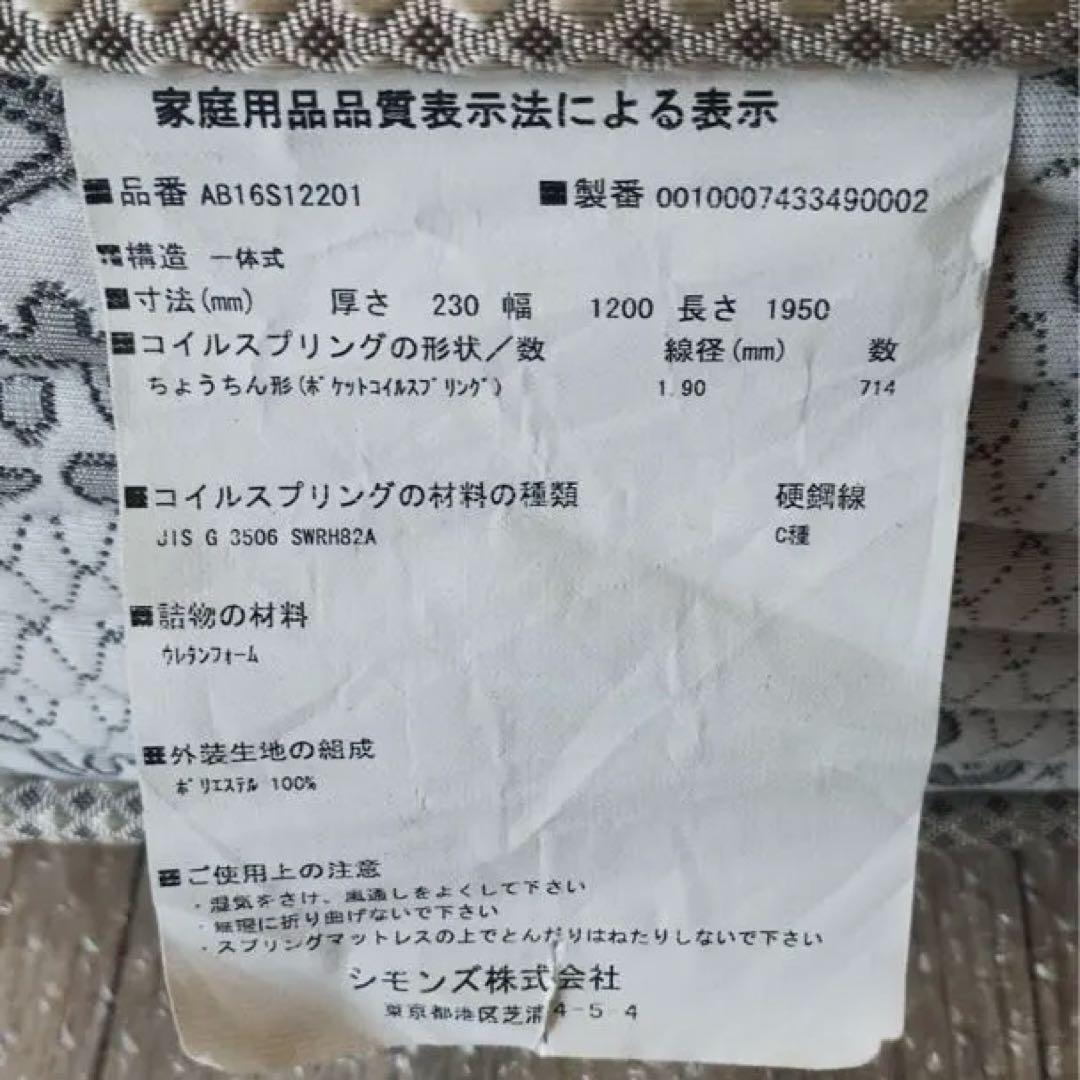 家庭用品品質表示法による表示
■品番 AB16S12201 ■製番 0010007433490002
■構造 一体式
■寸法(mm) 厚さ 230 幅 1200 長さ 1950
■コイルスプリングの形状／数 線径(mm) 数
ちょうちん形(ﾎﾟｹｯﾄｺｲﾙｽﾌﾟﾘﾝｸﾞ) 1.90 714
■コイルスプリングの材料の種類 硬鋼線
JIS G 3506 SWRH82A C種
■詰物の材料
ｳﾚﾀﾝﾌｫｰﾑ
■外装生地の組成
ﾎﾟﾘｴｽﾃﾙ 100%
■ご使用上の注意
・湿気をさけ、風通しをよくして下さい
・無理に折り曲げないで下さい
・スプリングマットレスの上でとんだりはねたりしないで下さい
シモンズ株式会社
東京都港区芝浦4-5-4